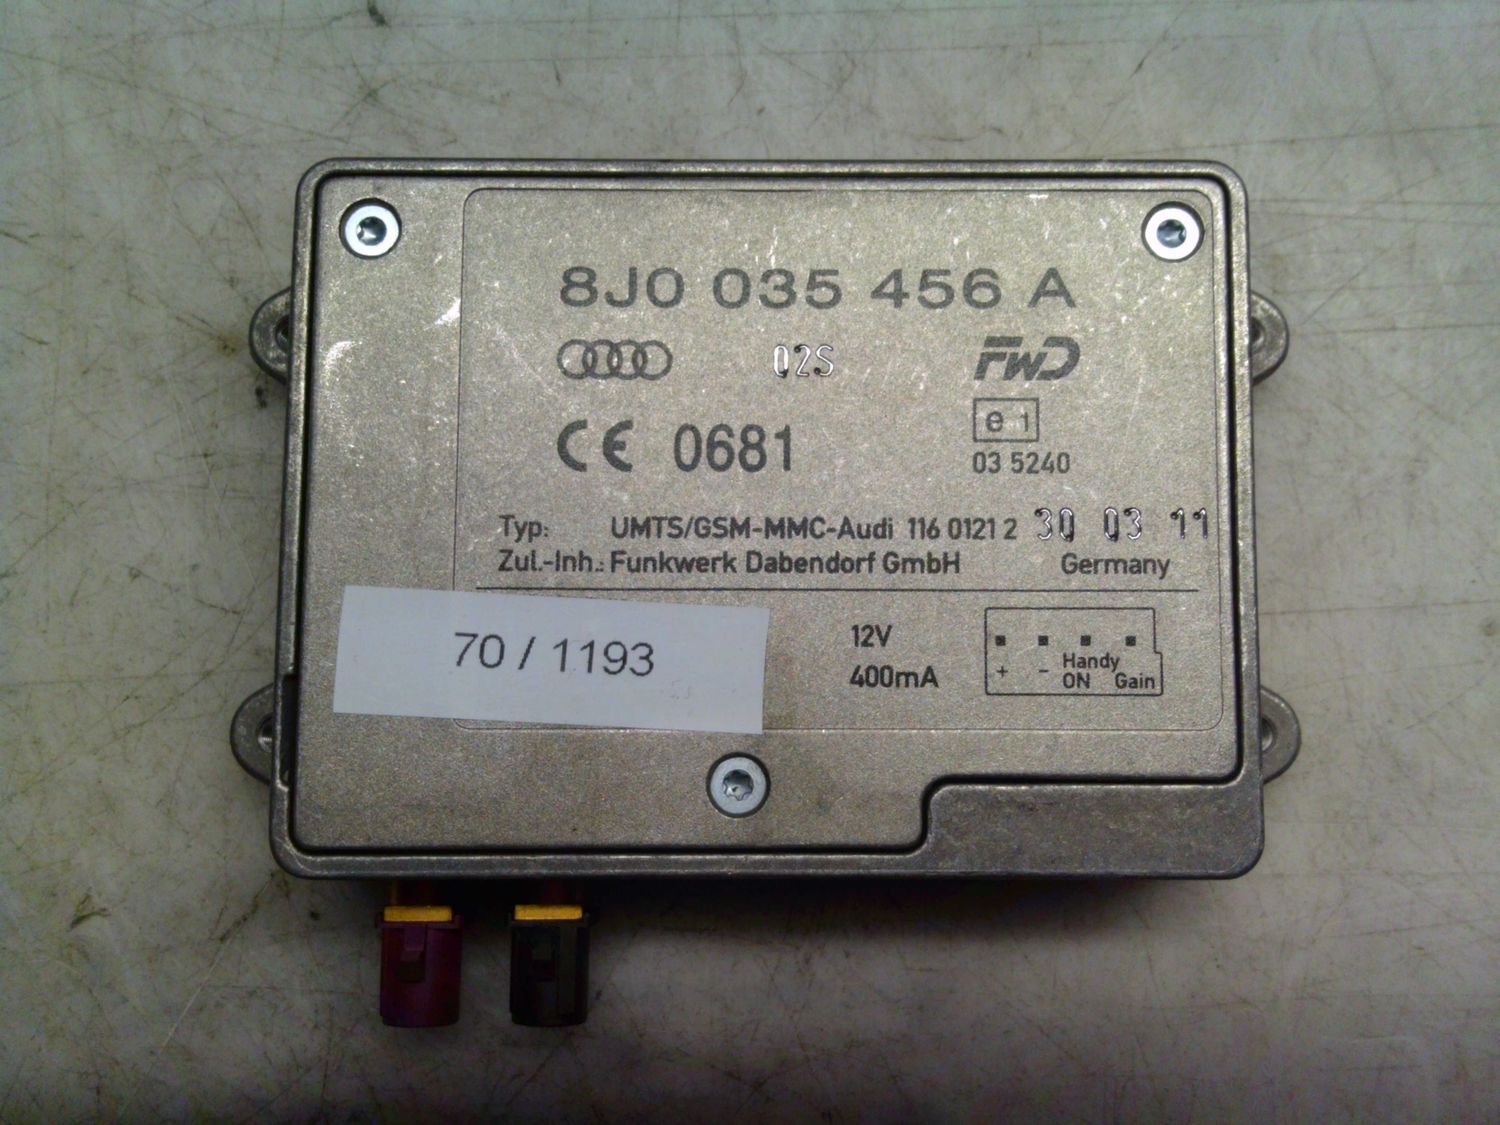 8J0 035 456 A
02S FWD
CE 0681
e 1
03 5240
Typ: UMTS/GSM-MMC-Audi 116 0121 2 30 03 11
Zul.-Inh.: Funkwerk Dabendorf GmbH Germany
70 / 1193
12V
400mA
+ - Handy ON Gain